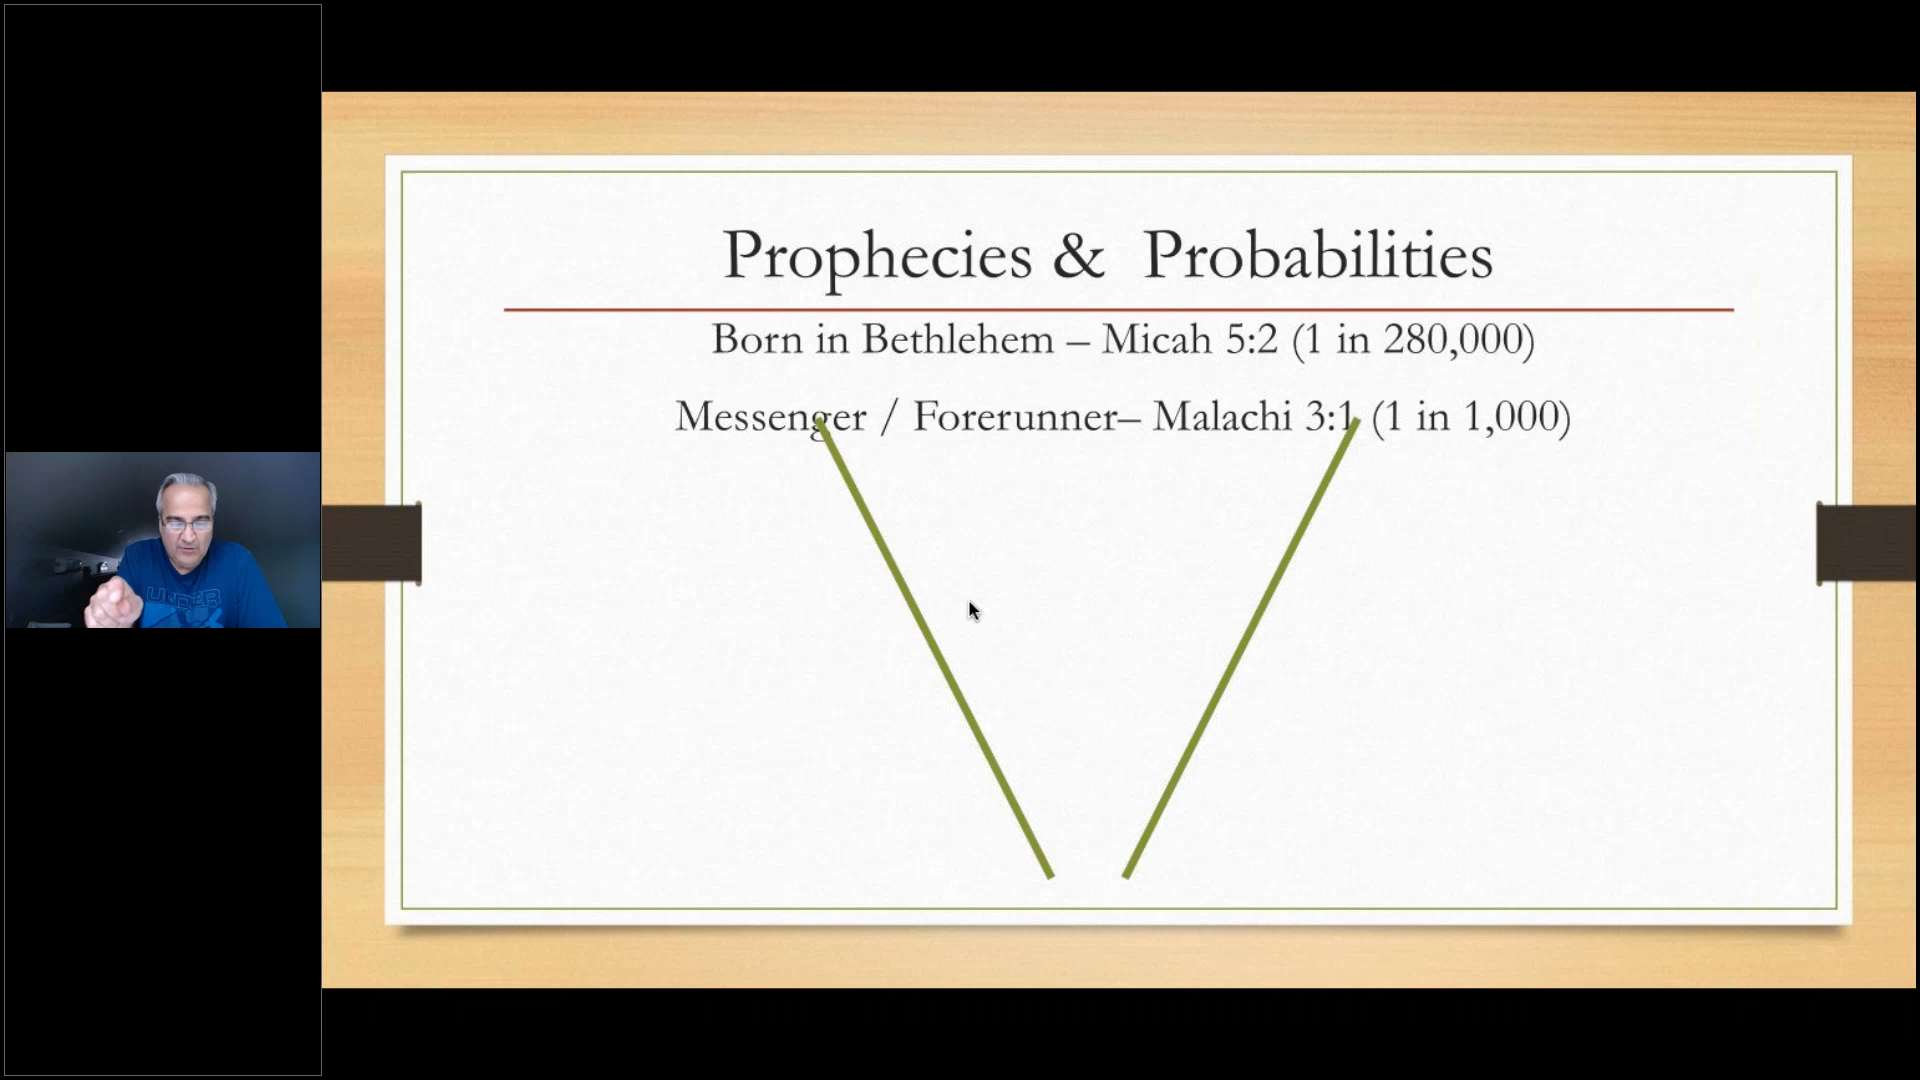 Prophecies & Probabilities
Born in Bethlehem – Micah 5:2 (1 in 280,000)
Messenger / Forerunner– Malachi 3:1 (1 in 1,000)
UNDER